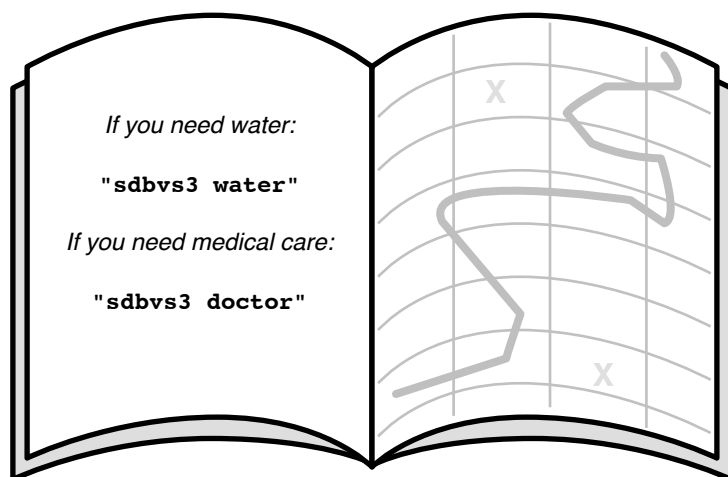 If you need water:
"sdbvs3 water"
If you need medical care:
"sdbvs3 doctor"
X
X